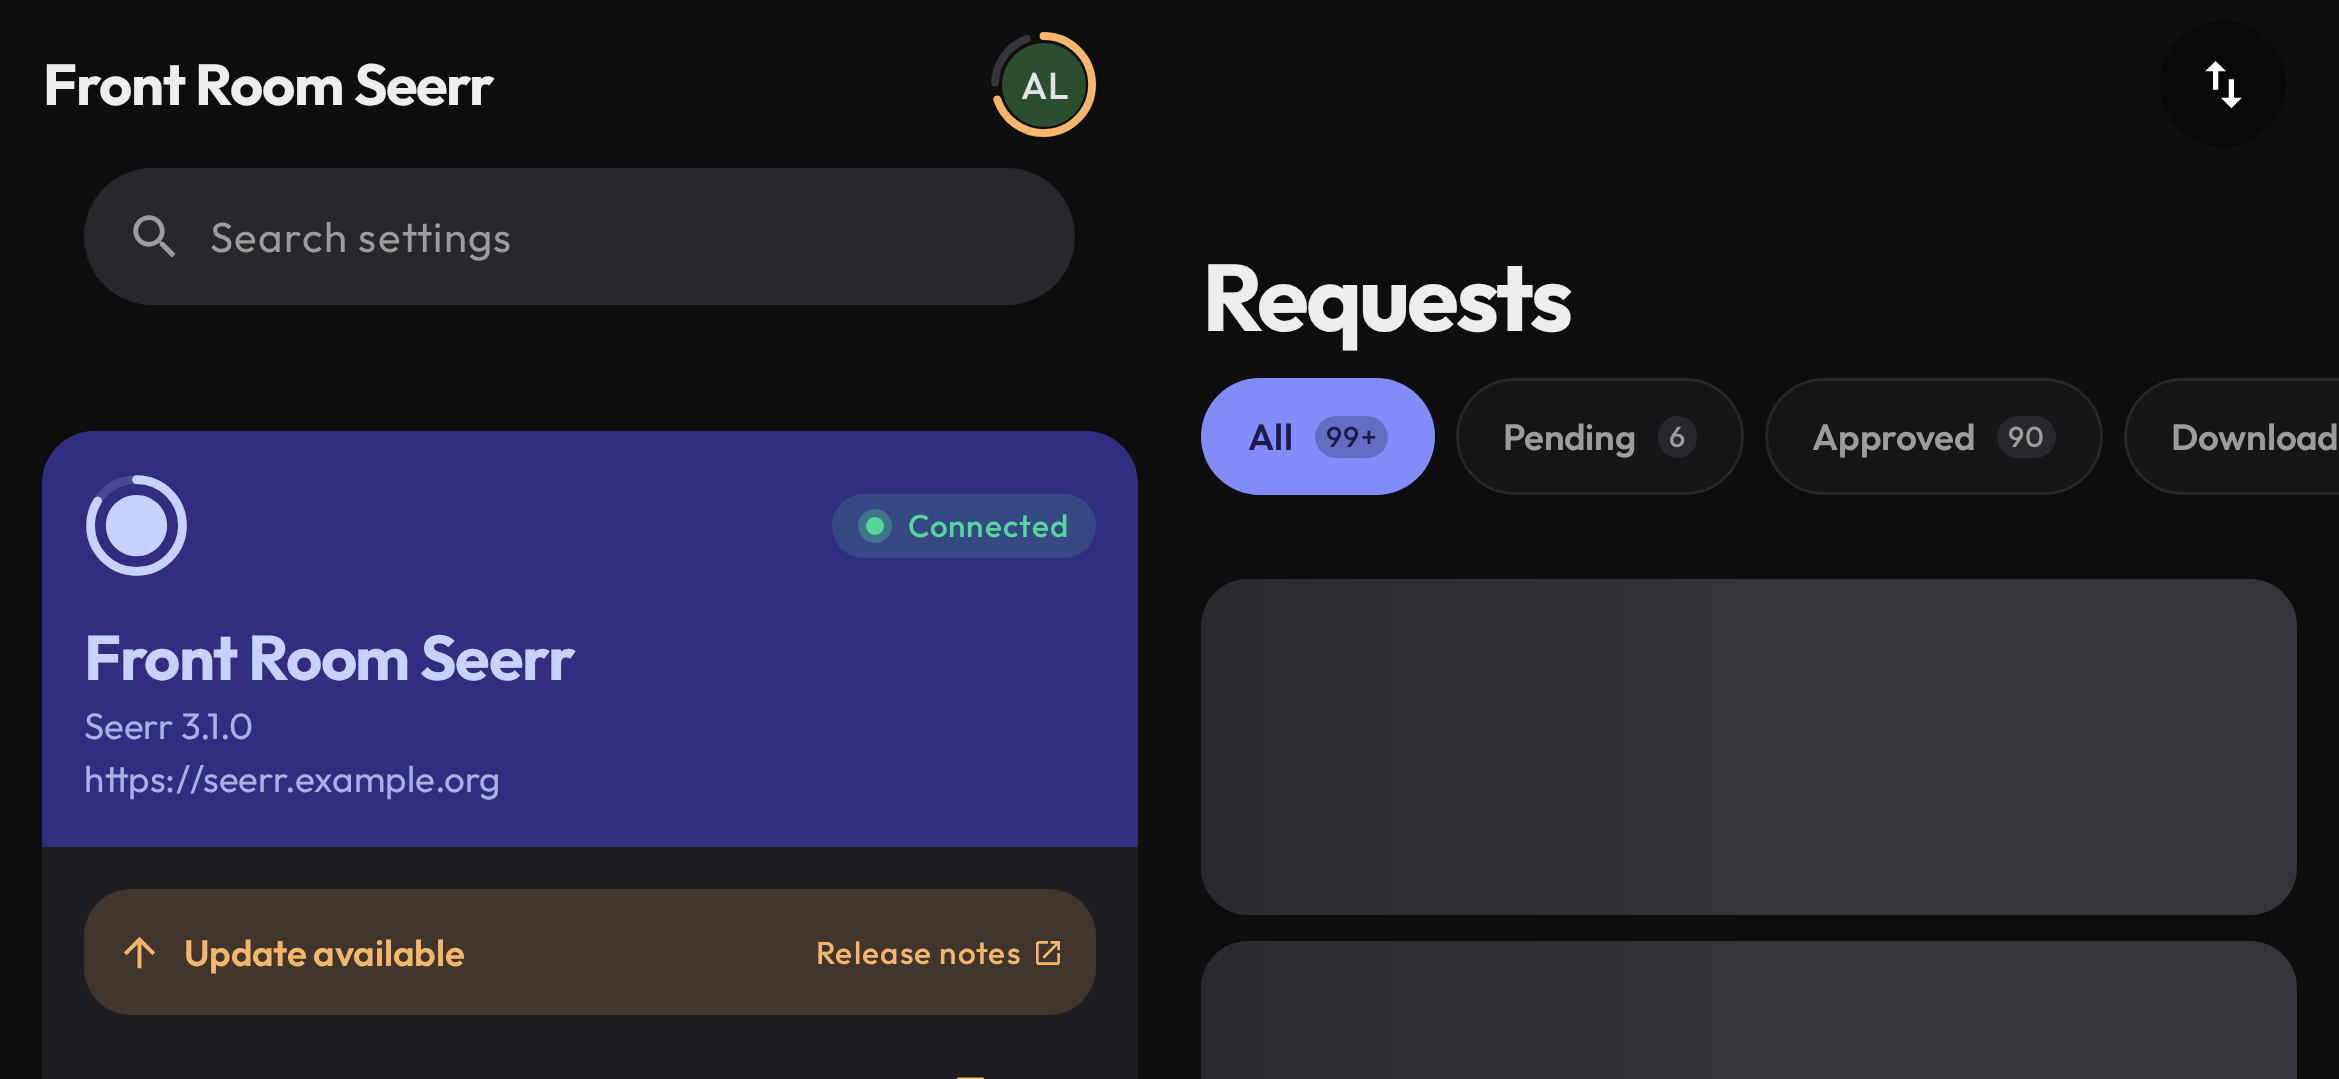 Front Room Seerr
AL
Search settings
Connected
Front Room Seerr
Seerr 3.1.0
https://seerr.example.org
Update available
Release notes
Requests
All 99+
Pending 6
Approved 90
Download